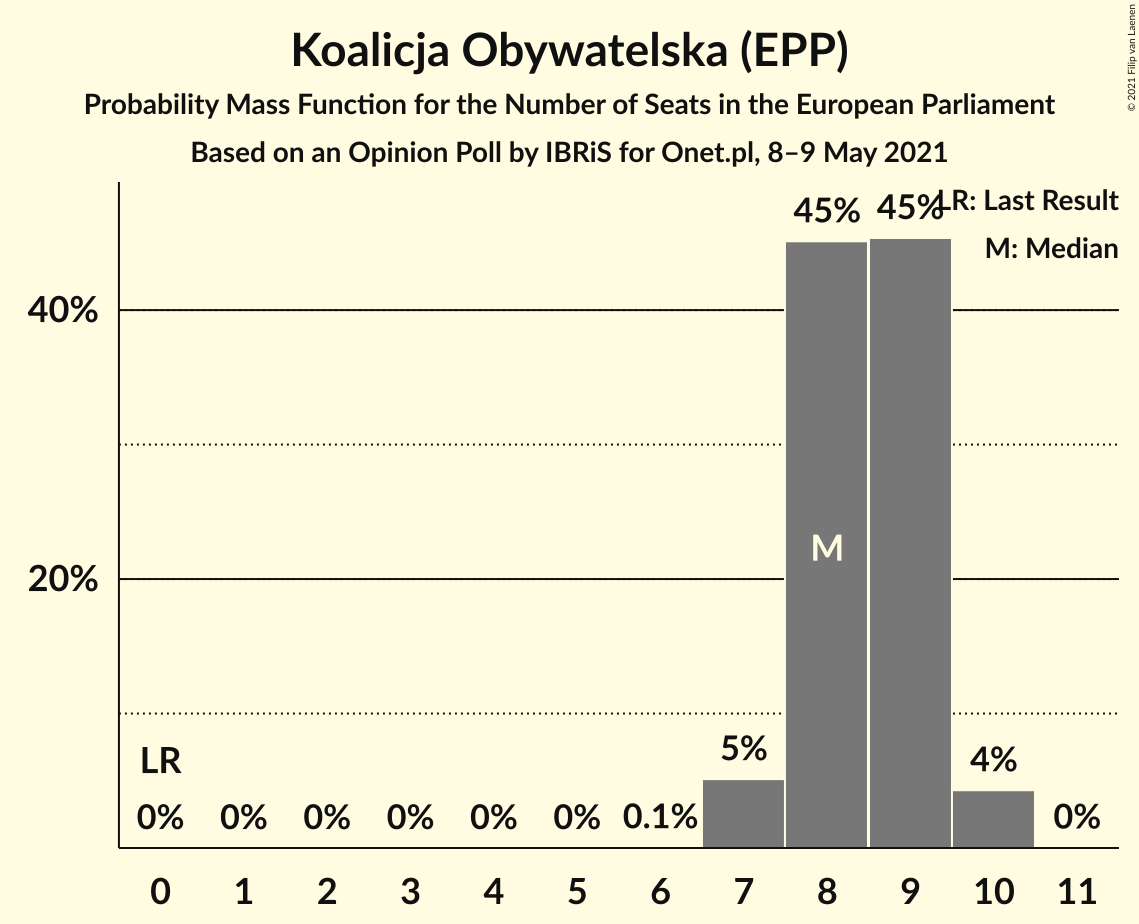 Koalicja Obywatelska (EPP)
Probability Mass Function for the Number of Seats in the European Parliament
Based on an Opinion Poll by IBRiS for Onet.pl, 8–9 May 2021
© 2021 Filip van Laenen
LR: Last Result
M: Median
45% 45%
40%
M
20%
5%
4%
LR
0% 0% 0% 0% 0% 0% 0.1% 0%
0 1 2 3 4 5 6 7 8 9 10 11